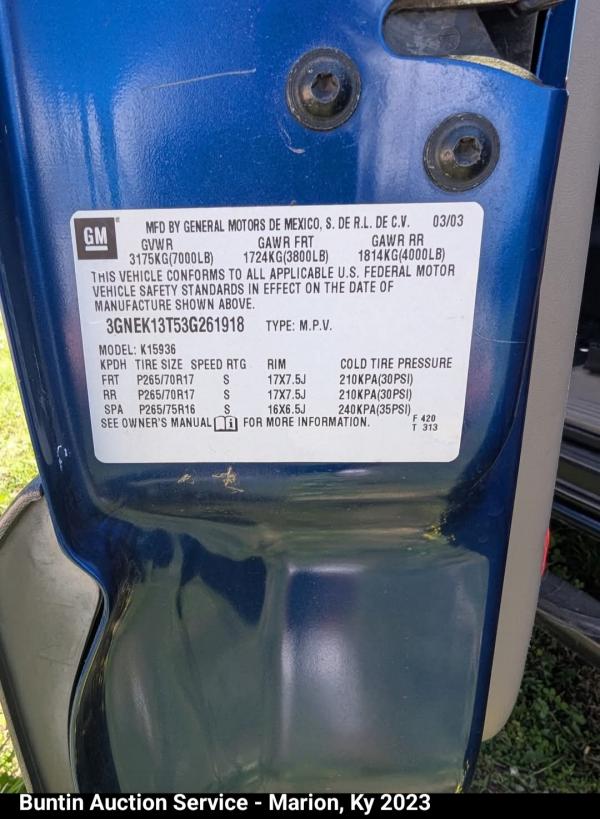 GM
MFD BY GENERAL MOTORS DE MEXICO, S. DE R.L. DE C.V. 03/03
GVWR GAWR FRT GAWR RR
3175KG(7000LB) 1724KG(3800LB) 1814KG(4000LB)
THIS VEHICLE CONFORMS TO ALL APPLICABLE U.S. FEDERAL MOTOR
VEHICLE SAFETY STANDARDS IN EFFECT ON THE DATE OF
MANUFACTURE SHOWN ABOVE.
3GNEK13T53G261918 TYPE: M.P.V.
MODEL: K15936
KPDH TIRE SIZE SPEED RTG RIM COLD TIRE PRESSURE
FRT P265/70R17 S 17X7.5J 210KPA(30PSI)
RR P265/70R17 S 17X7.5J 210KPA(30PSI)
SPA P265/75R16 S 16X6.5J 240KPA(35PSI)
SEE OWNER'S MANUAL FOR MORE INFORMATION. F 420
T 313
Buntin Auction Service - Marion, Ky 2023